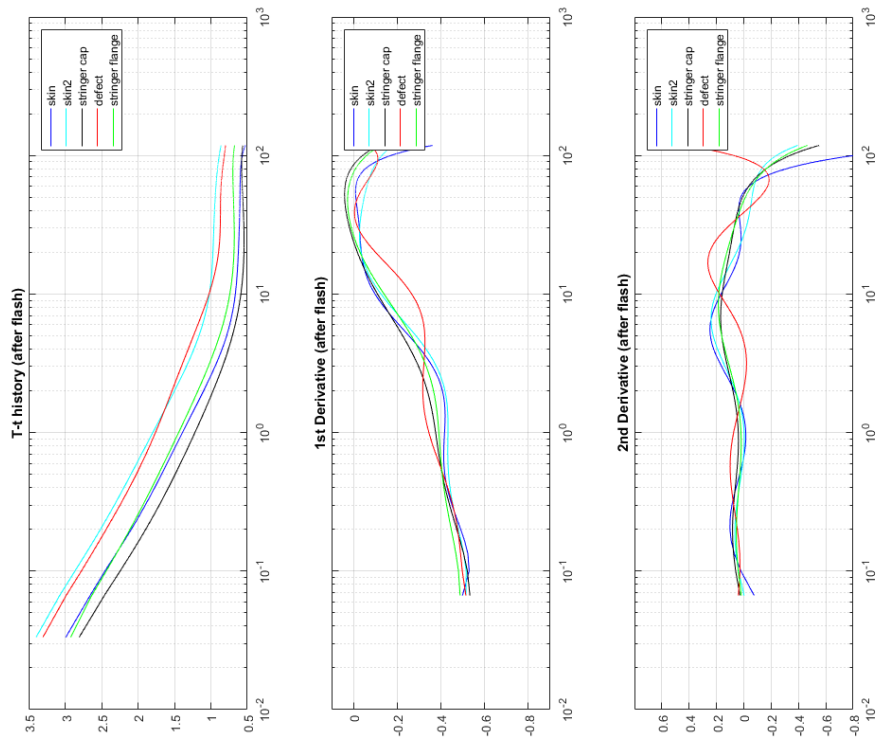 T-t history (after flash)
skin
skin2
stringer cap
defect
stringer flange
3.5
3
2.5
2
1.5
1
0.5
10^-2
10^-1
10^0
10^1
10^2
10^3
1st Derivative (after flash)
skin
skin2
stringer cap
defect
stringer flange
0
-0.2
-0.4
-0.6
-0.8
10^-2
10^-1
10^0
10^1
10^2
10^3
2nd Derivative (after flash)
skin
skin2
stringer cap
defect
stringer flange
0.6
0.4
0.2
0
-0.2
-0.4
-0.6
-0.8
10^-2
10^-1
10^0
10^1
10^2
10^3